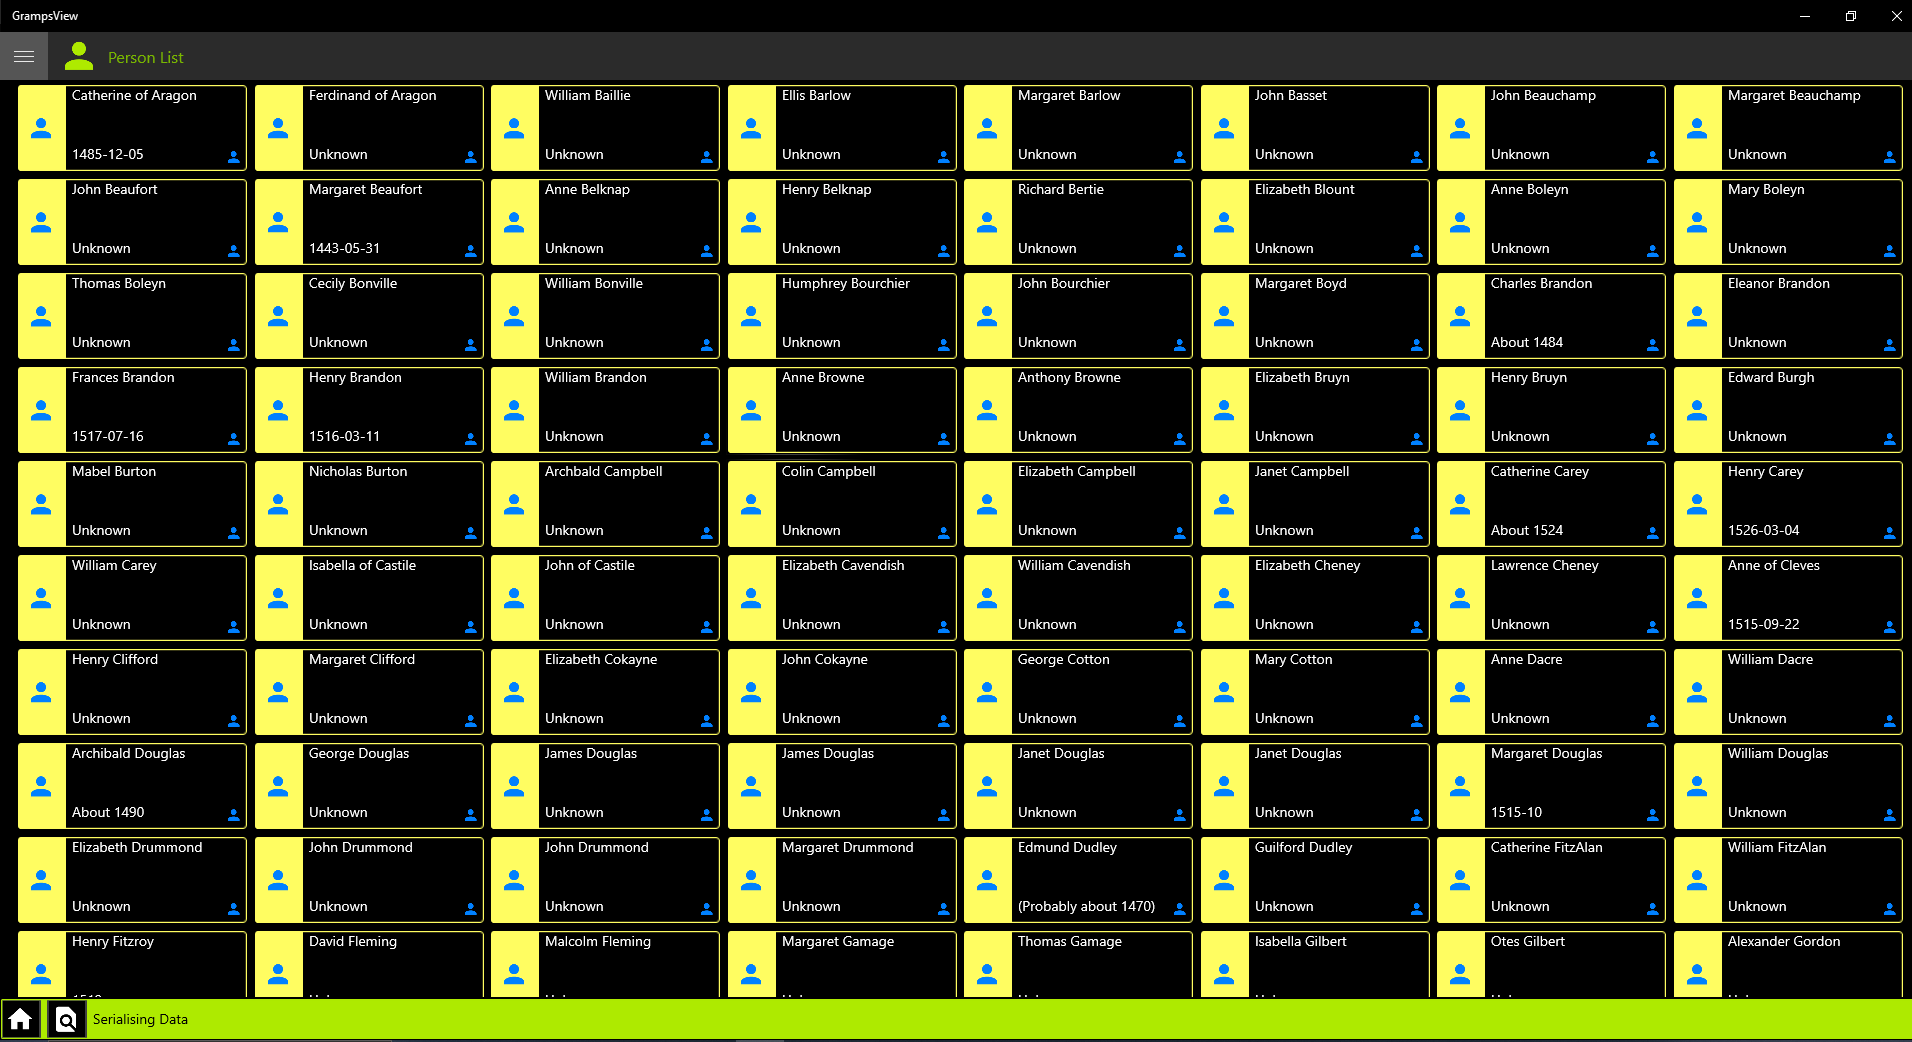 GrampsView
Person List
Catherine of Aragon
1485-12-05
Ferdinand of Aragon
Unknown
William Baillie
Unknown
Ellis Barlow
Unknown
Margaret Barlow
Unknown
John Basset
Unknown
John Beauchamp
Unknown
Margaret Beauchamp
Unknown
John Beaufort
Unknown
Margaret Beaufort
1443-05-31
Anne Belknap
Unknown
Henry Belknap
Unknown
Richard Bertie
Unknown
Elizabeth Blount
Unknown
Anne Boleyn
Unknown
Mary Boleyn
Unknown
Thomas Boleyn
Unknown
Cecily Bonville
Unknown
William Bonville
Unknown
Humphrey Bourchier
Unknown
John Bourchier
Unknown
Margaret Boyd
Unknown
Charles Brandon
About 1484
Eleanor Brandon
Unknown
Frances Brandon
1517-07-16
Henry Brandon
1516-03-11
William Brandon
Unknown
Anne Browne
Unknown
Anthony Browne
Unknown
Elizabeth Bruyn
Unknown
Henry Bruyn
Unknown
Edward Burgh
Unknown
Mabel Burton
Unknown
Nicholas Burton
Unknown
Archbald Campbell
Unknown
Colin Campbell
Unknown
Elizabeth Campbell
Unknown
Janet Campbell
Unknown
Catherine Carey
About 1524
Henry Carey
1526-03-04
William Carey
Unknown
Isabella of Castile
Unknown
John of Castile
Unknown
Elizabeth Cavendish
Unknown
William Cavendish
Unknown
Elizabeth Cheney
Unknown
Lawrence Cheney
Unknown
Anne of Cleves
1515-09-22
Henry Clifford
Unknown
Margaret Clifford
Unknown
Elizabeth Cokayne
Unknown
John Cokayne
Unknown
George Cotton
Unknown
Mary Cotton
Unknown
Anne Dacre
Unknown
William Dacre
Unknown
Archibald Douglas
About 1490
George Douglas
Unknown
James Douglas
Unknown
James Douglas
Unknown
Janet Douglas
Unknown
Janet Douglas
Unknown
Margaret Douglas
1515-10
William Douglas
Unknown
Elizabeth Drummond
Unknown
John Drummond
Unknown
John Drummond
Unknown
Margaret Drummond
Unknown
Edmund Dudley
(Probably about 1470)
Guilford Dudley
Unknown
Catherine FitzAlan
Unknown
William FitzAlan
Unknown
Henry Fitzroy
David Fleming
Malcolm Fleming
Margaret Gamage
Thomas Gamage
Isabella Gilbert
Otes Gilbert
Alexander Gordon
Serialising Data